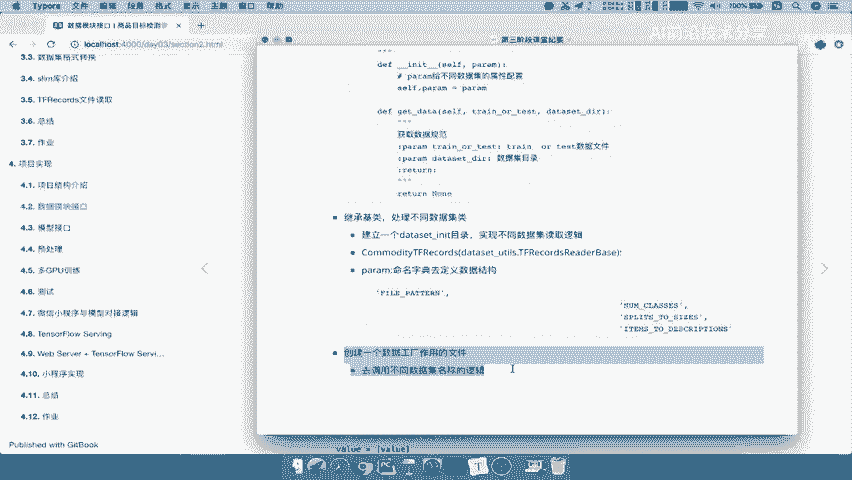 Typora 文件 编辑 段落 格式 显示 主题 窗口 帮助
100%
AI前沿技术分享
数据模块接口 | 商品目标检测
localhost:4000/day03/section2.html
第三阶段课堂纪要
3.3. 数据集格式转换
3.4. slim库介绍
3.5. TFRecords文件读取
3.6. 总结
3.7. 作业
4. 项目实现
4.1. 项目结构介绍
4.2. 数据模块接口
4.3. 模型接口
4.4. 预处理
4.5. 多GPU训练
4.6. 测试
4.7. 微信小程序与模型对接逻辑
4.8. TensorFlow Serving
4.9. Web Server + TensorFlow Servi...
4.10. 小程序实现
4.11. 总结
4.12. 作业
Published with GitBook
"""
def __init__(self, param):
# param给不同数据集的属性配置
self.param = param
def get_data(self, train_or_test, dataset_dir):
"""
获取数据规范
:param train_or_test: train or test数据文件
:param dataset_dir: 数据集目录
:return:
"""
return None
继承基类，处理不同数据集类
建立一个dataset_init目录，实现不同数据集读取逻辑
CommodityTFRecords(dataset_utils.TFRecordsReaderBase):
param:命名字典去定义数据结构
'FILE_PATTERN',
'NUM_CLASSES',
'SPLITS_TO_SIZES',
'ITEMS_TO_DESCRIPTIONS'
创建一个数据工厂作用的文件
去调用不同数据集名称的逻辑
value = [value]